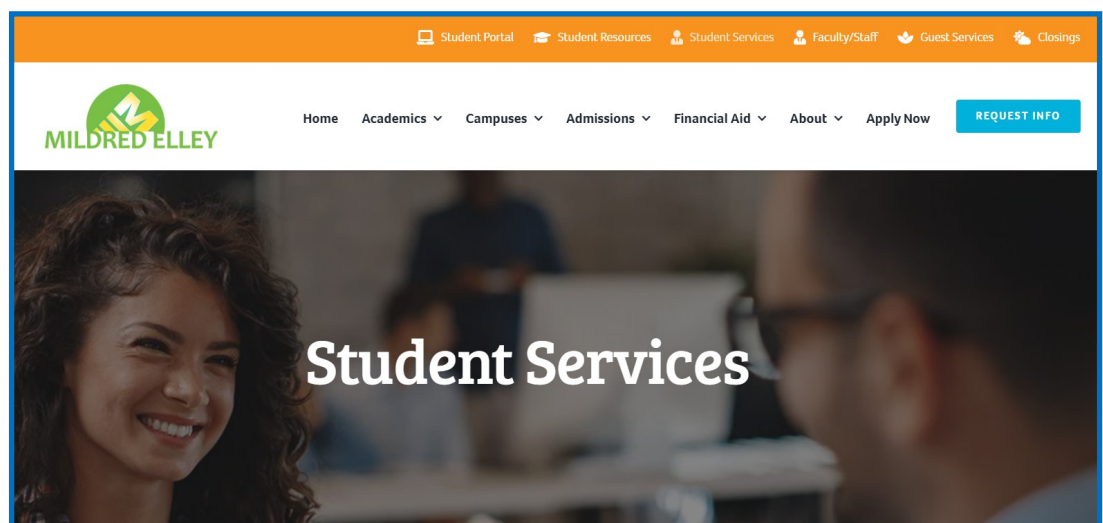 Student Portal Student Resources Student Services Faculty/Staff Guest Services Closings
MILDRED ELLEY
Home Academics Campuses Admissions Financial Aid About Apply Now REQUEST INFO
Student Services